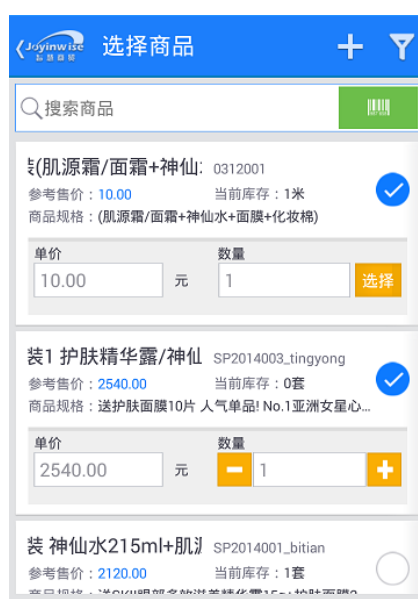 Joyinwise
选择商品
搜索商品
(肌源霜/面霜+神仙 0312001
参考售价：10.00 当前库存：1米
商品规格：(肌源霜/面霜+神仙水+面膜+化妆棉)
单价 数量
10.00 元 1 选择
装1 护肤精华露/神仙 SP2014003_tingyong
参考售价：2540.00 当前库存：0套
商品规格：送护肤面膜10片 人气单品! No.1亚洲女星心...
单价 数量
2540.00 元 － 1 +
装 神仙水215ml+肌 SP2014001_bitian
参考售价：2120.00 当前库存：1套